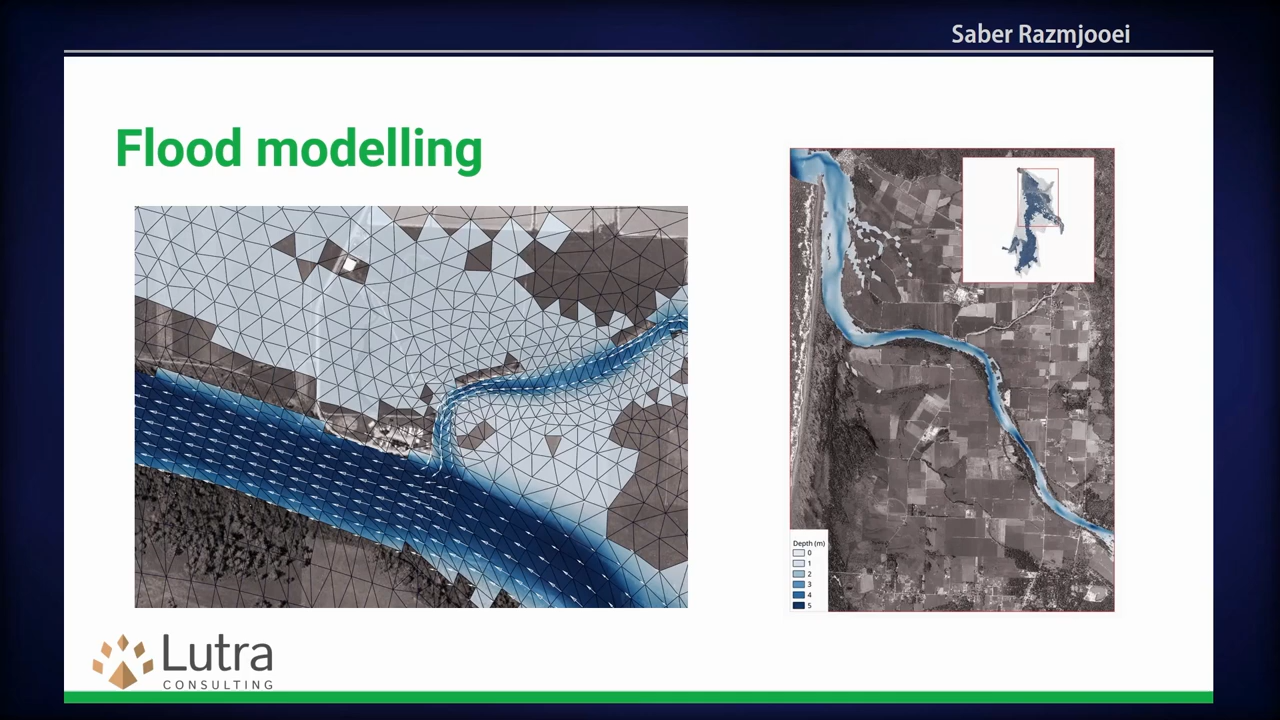 Saber Razmjooei
Flood modelling
Depth (m)
0
1
2
3
4
5
Lutra
CONSULTING